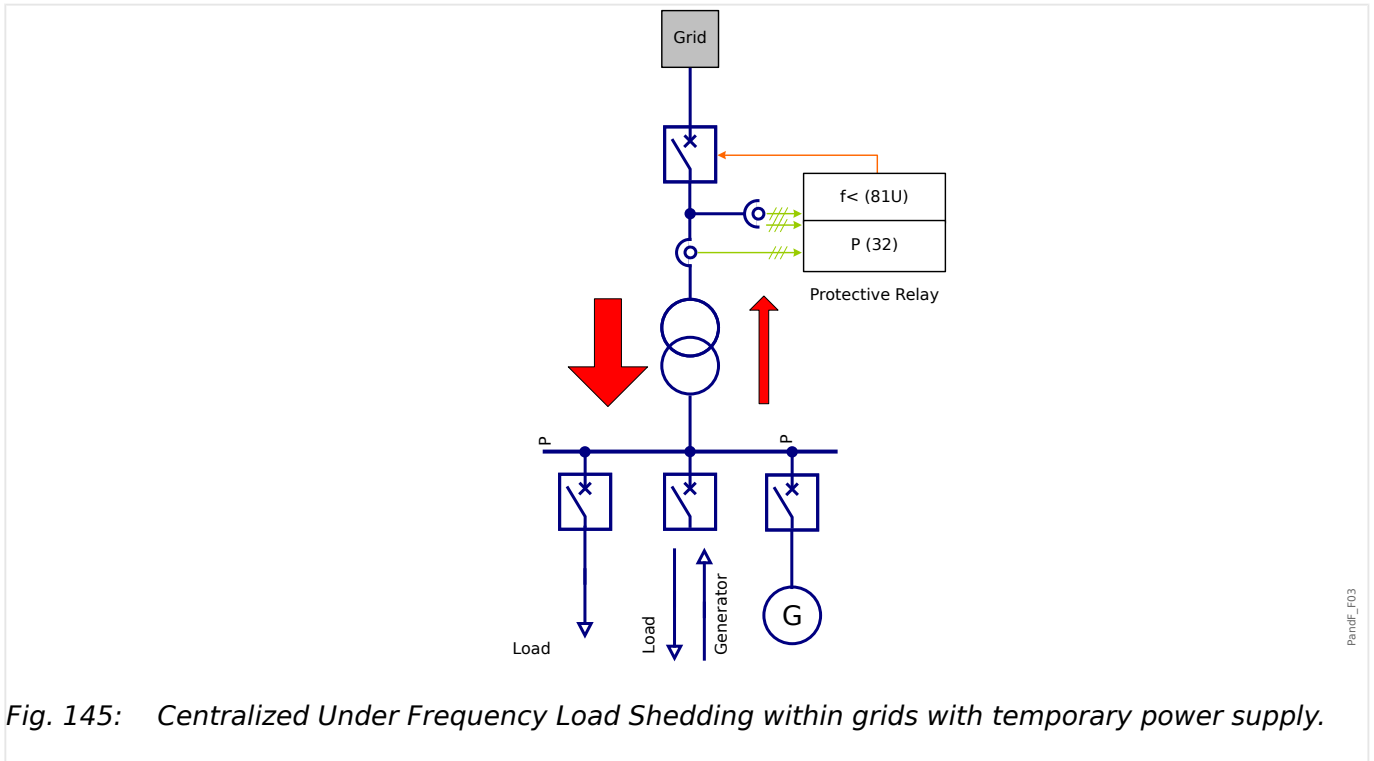 Grid
f< (81U)
P (32)
Protective Relay
P
P
Load
Load
Generator
G
PandF_F03
Fig. 145: Centralized Under Frequency Load Shedding within grids with temporary power supply.